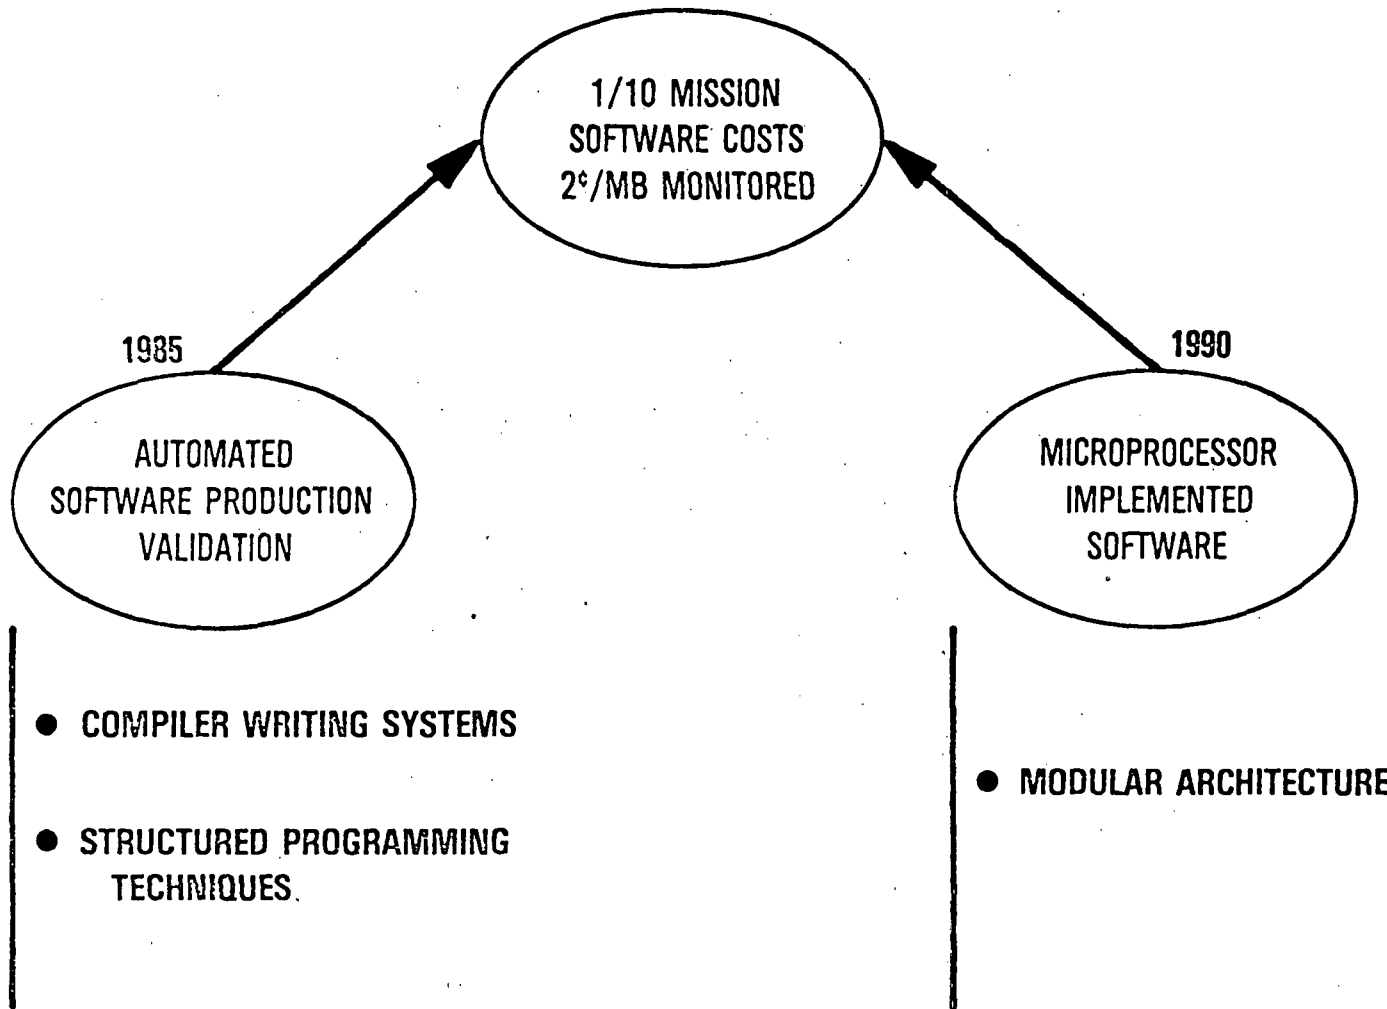 1/10 MISSION
SOFTWARE COSTS
2¢/MB MONITORED
1985
1990
AUTOMATED
SOFTWARE PRODUCTION
VALIDATION
MICROPROCESSOR
IMPLEMENTED
SOFTWARE
● COMPILER WRITING SYSTEMS
● STRUCTURED PROGRAMMING
TECHNIQUES.
● MODULAR ARCHITECTURE